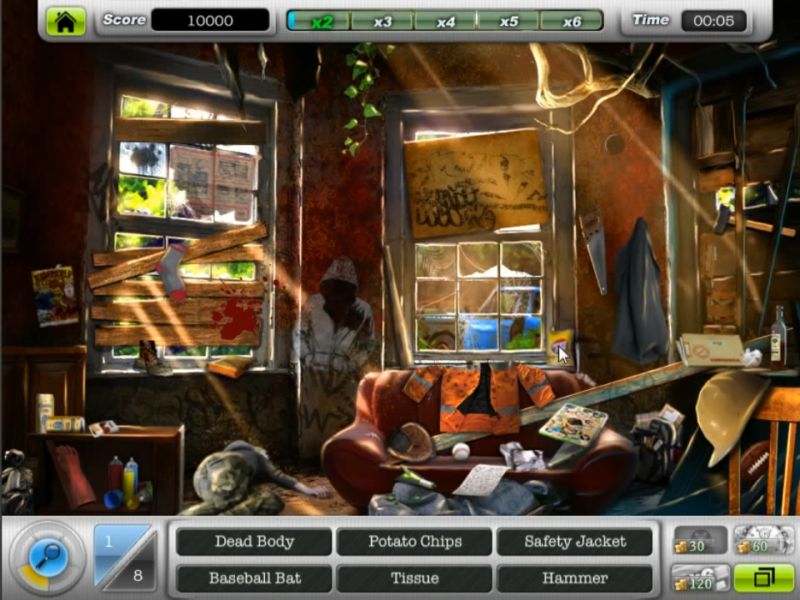 Score 10000 x2 x3 x4 x5 x6 Time 00:05
1
8
Dead Body Potato Chips Safety Jacket
30 60
Baseball Bat Tissue Hammer
120